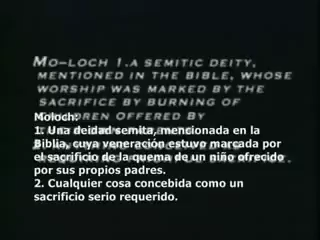 MO-LOCH 1.A SEMITIC DEITY,
MENTIONED IN THE BIBLE, WHOSE
WORSHIP WAS MARKED BY THE
SACRIFICE BY BURNING OF
OFFERED BY
Moloch:
1. Una deidad semita, mencionada en la
Biblia, cuya veneración estuvo marcada por
el sacrificio de la quema de un niño ofrecido
por sus propios padres.
2. Cualquier cosa concebida como un
sacrificio serio requerido.